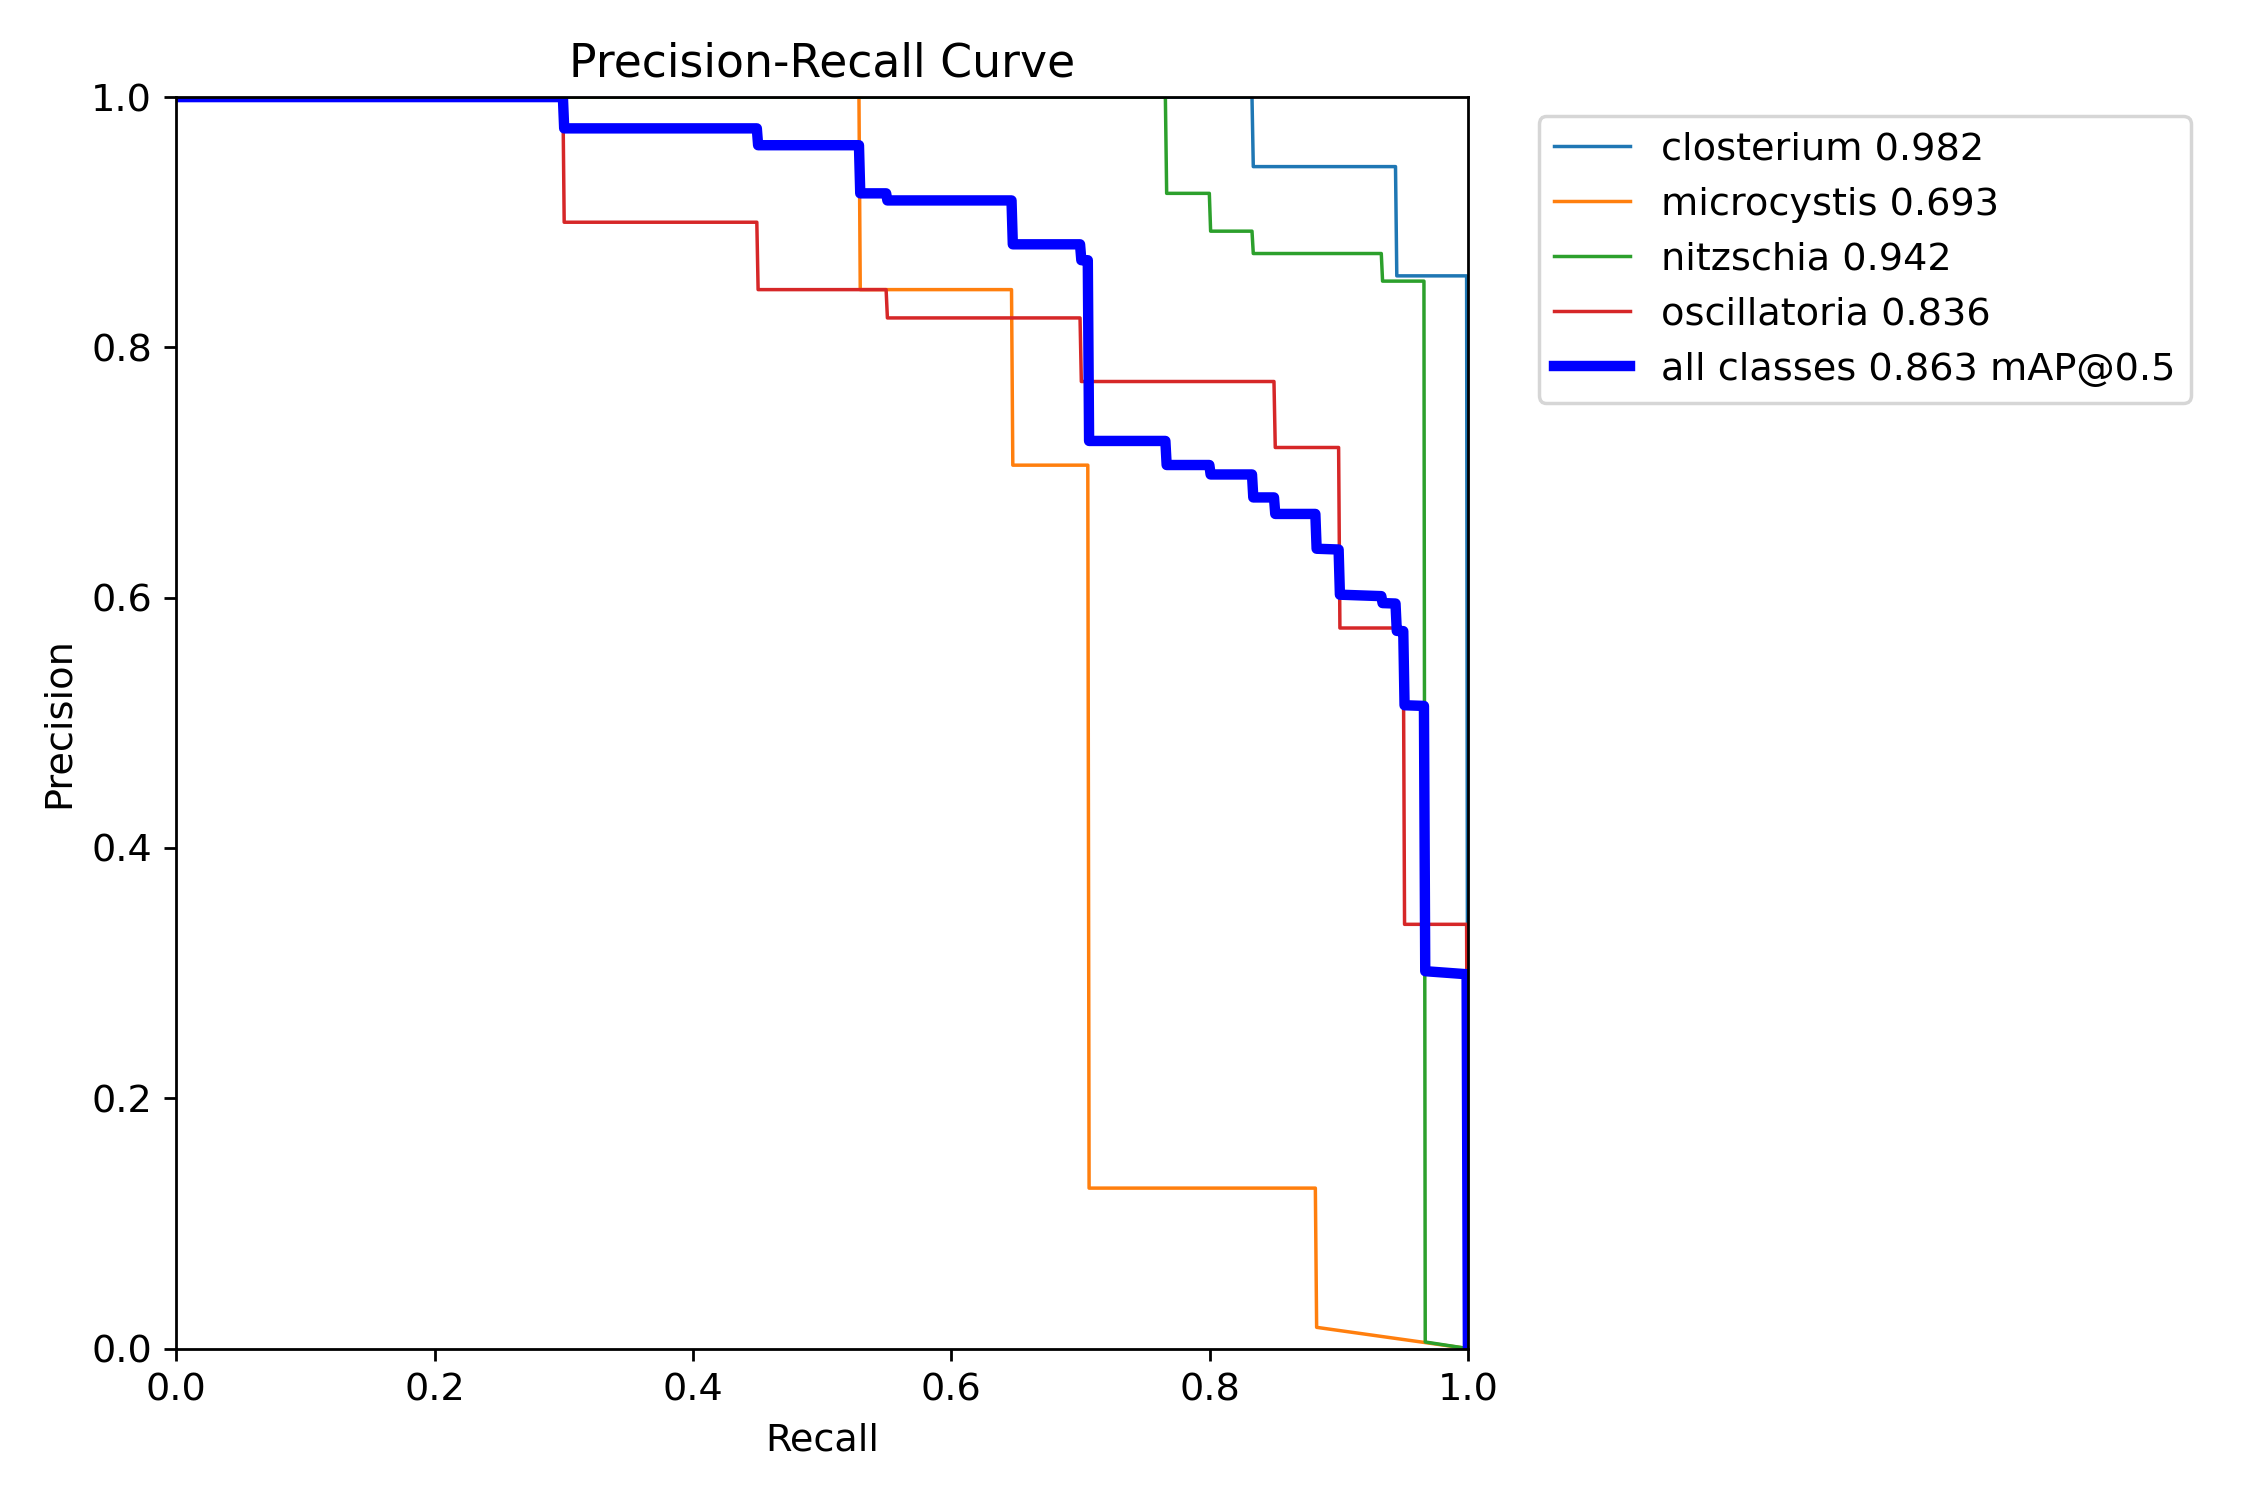 Precision-Recall Curve
1.0
0.8
0.6
0.4
0.2
0.0
Precision
0.0 0.2 0.4 0.6 0.8 1.0
Recall
closterium 0.982
microcystis 0.693
nitzschia 0.942
oscillatoria 0.836
all classes 0.863 mAP@0.5